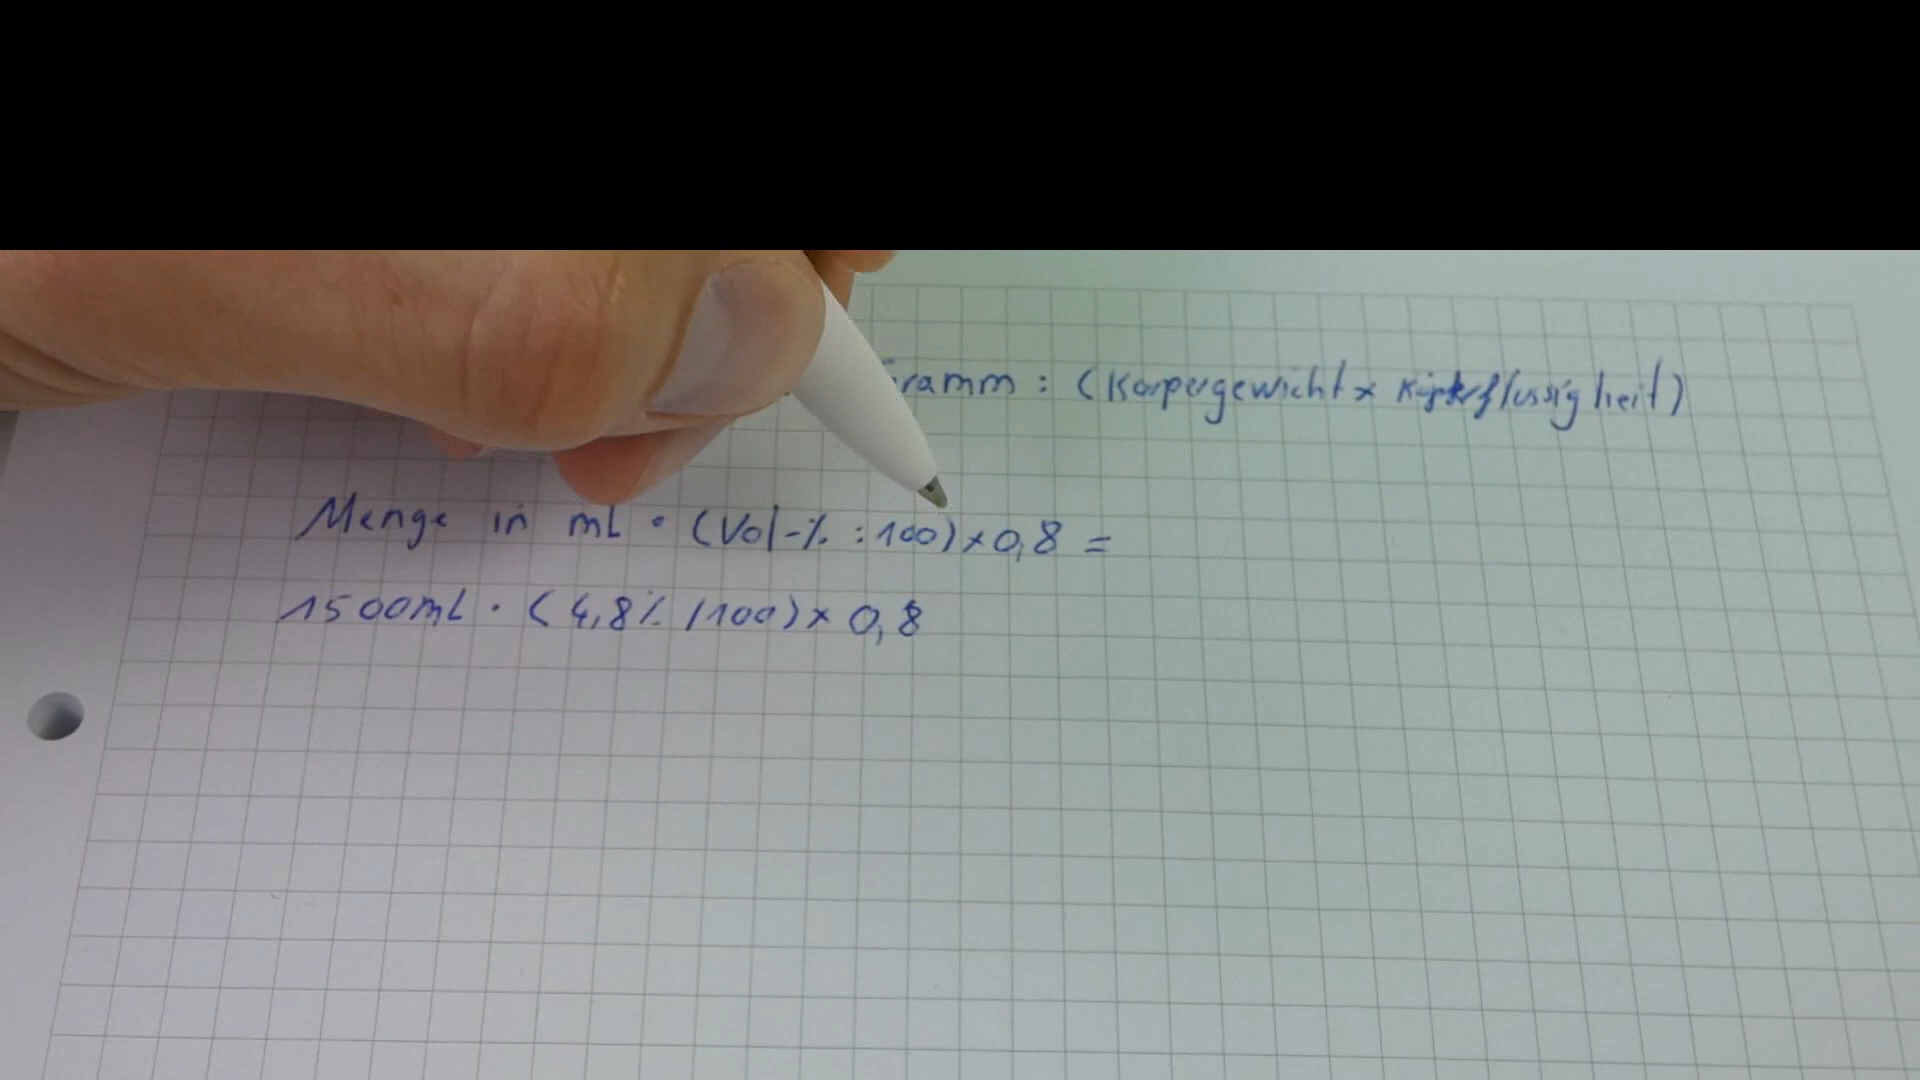 ramm : (Körpergewicht x Körperflüssigkeit)
Menge in mL · (Vol-% : 100) x 0,8 =
1500mL · (4,8% / 100) x 0,8